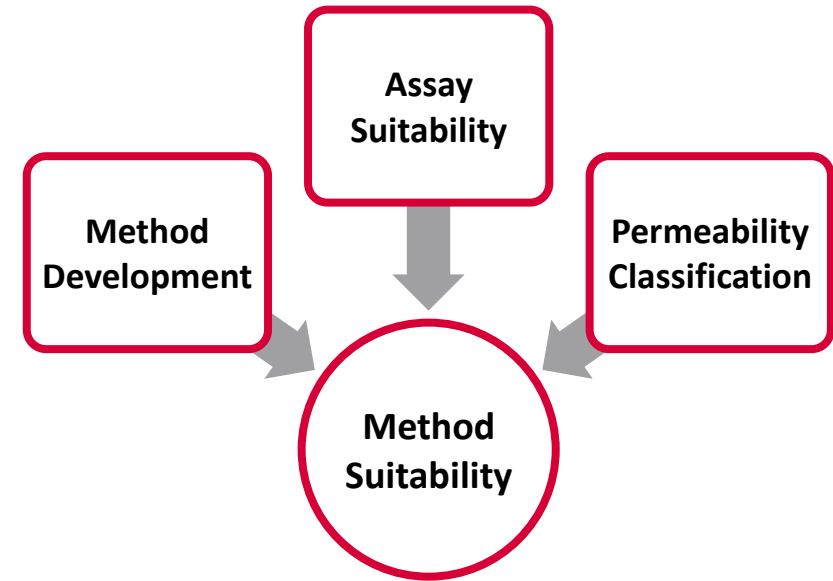 Assay
Suitability
Method
Development
Permeability
Classification
Method
Suitability